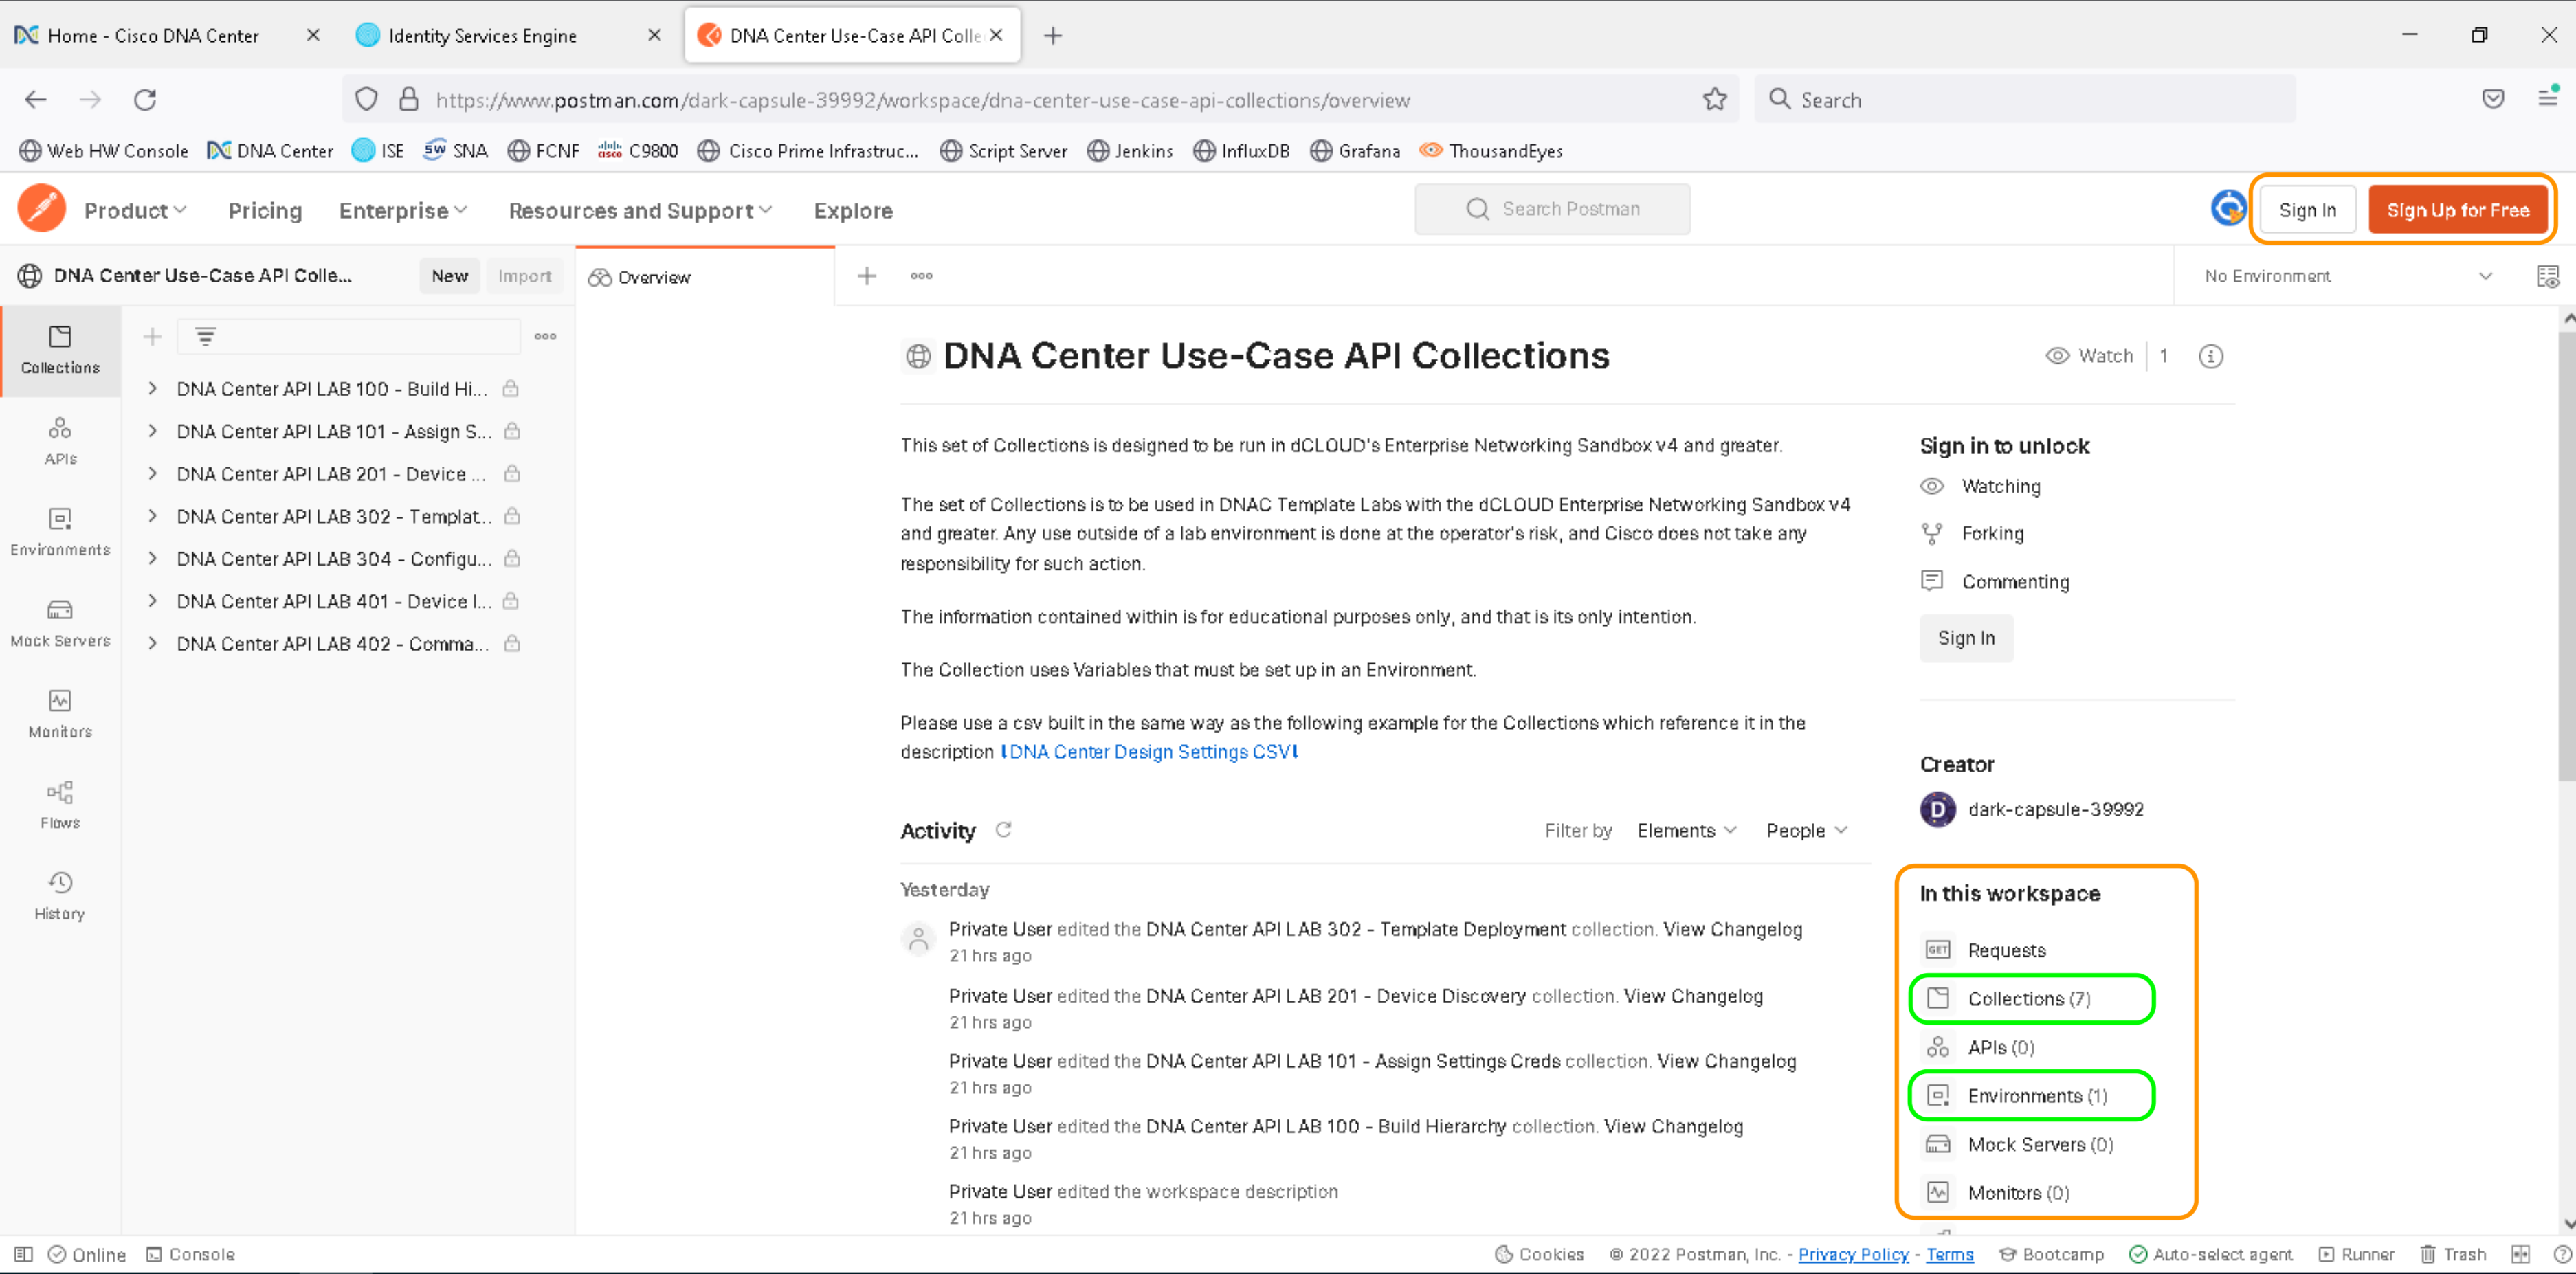 Home - Cisco DNA Center
Identity Services Engine
DNA Center Use-Case API Colle
https://www.postman.com/dark-capsule-39992/workspace/dna-center-use-case-api-collections/overview
Search
Web HW Console DNA Center ISE SNA FCNF C9800 Cisco Prime Infrastruc... Script Server Jenkins InfluxDB Grafana ThousandEyes
Product Pricing Enterprise Resources and Support Explore
Search Postman
Sign In
Sign Up for Free
DNA Center Use-Case API Colle...
New
Import
Overview
No Environment
Collections
APIs
Environments
Mock Servers
Monitors
Flows
History
DNA Center API LAB 100 - Build Hi...
DNA Center API LAB 101 - Assign S...
DNA Center API LAB 201 - Device ...
DNA Center API LAB 302 - Templat...
DNA Center API LAB 304 - Configu...
DNA Center API LAB 401 - Device I...
DNA Center API LAB 402 - Comma...
DNA Center Use-Case API Collections
Watch 1
This set of Collections is designed to be run in dCLOUD's Enterprise Networking Sandbox v4 and greater.
The set of Collections is to be used in DNAC Template Labs with the dCLOUD Enterprise Networking Sandbox v4
and greater. Any use outside of a lab environment is done at the operator's risk, and Cisco does not take any
responsibility for such action.
The information contained within is for educational purposes only, and that is its only intention.
The Collection uses Variables that must be set up in an Environment.
Please use a csv built in the same way as the following example for the Collections which reference it in the
description ⬇DNA Center Design Settings CSV⬇
Activity
Filter by Elements People
Yesterday
Private User edited the DNA Center API LAB 302 - Template Deployment collection. View Changelog
21 hrs ago
Private User edited the DNA Center API LAB 201 - Device Discovery collection. View Changelog
21 hrs ago
Private User edited the DNA Center API LAB 101 - Assign Settings Creds collection. View Changelog
21 hrs ago
Private User edited the DNA Center API LAB 100 - Build Hierarchy collection. View Changelog
21 hrs ago
Private User edited the workspace description
21 hrs ago
Sign in to unlock
Watching
Forking
Commenting
Sign In
Creator
D dark-capsule-39992
In this workspace
GET Requests
Collections (7)
APIs (0)
Environments (1)
Mock Servers (0)
Monitors (0)
Online Console
Cookies © 2022 Postman, Inc. - Privacy Policy - Terms Bootcamp Auto-select agent Runner Trash